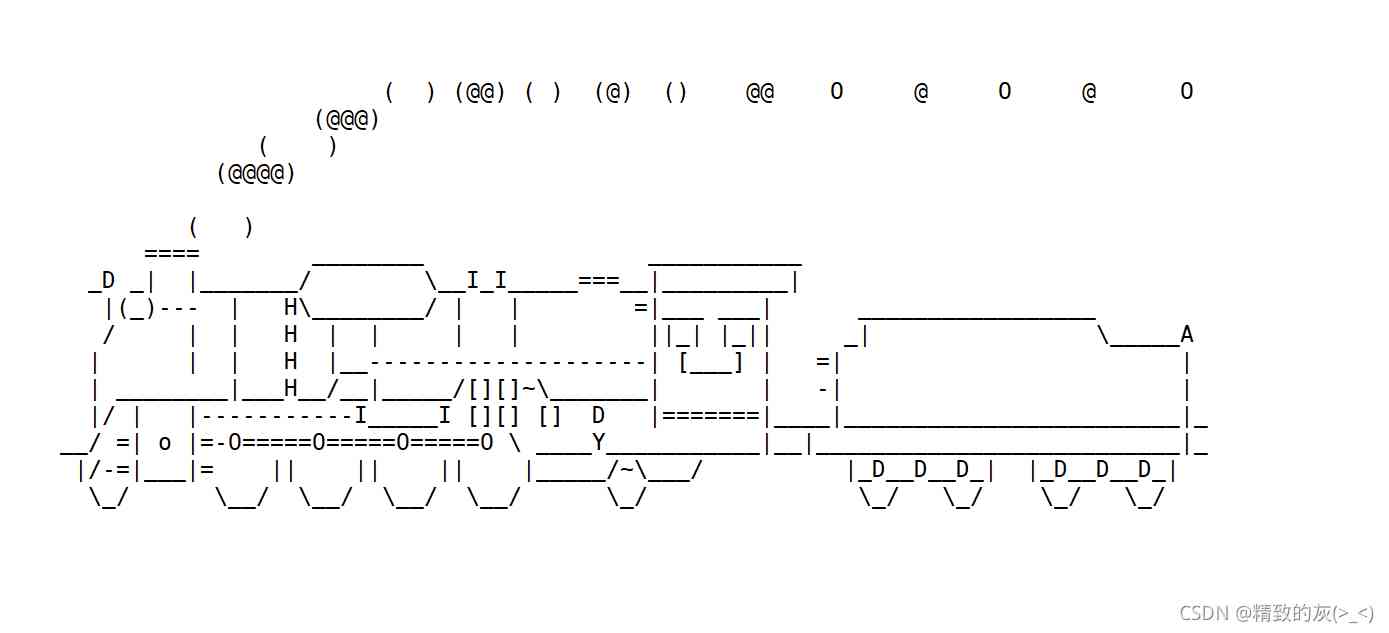 (  ) (@@) ( )  (@)  ()    @@    O     @     O     @      O
                  (@@@)
              (    )
           (@@@@)

         (   )
      ====        ________                ___________
  _D _|  |_______/        \__I_I_____===__|_________|
   |(_)---  |   H\________/ |   |        =|___ ___|      _________________
   /     |  |   H  |  |     |   |         ||_| |_||     _|                \_____A
  |      |  |   H  |__--------------------| [___] |   =|                        |
  | ________|___H__/__|_____/[][]~\_______|       |   -|                        |
  |/ |   |-----------I_____I [][] []  D   |=======|____|________________________|_
__/ =| o |=-O=====O=====O=====O \ ____Y___________|__|__________________________|_
 |/-=|___|=    ||    ||    ||    |_____/~\___/          |_D__D__D_|  |_D__D__D_|
  \_/      \__/  \__/  \__/  \__/      \_/               \_/   \_/    \_/   \_/
CSDN @精致的灰(>_<)